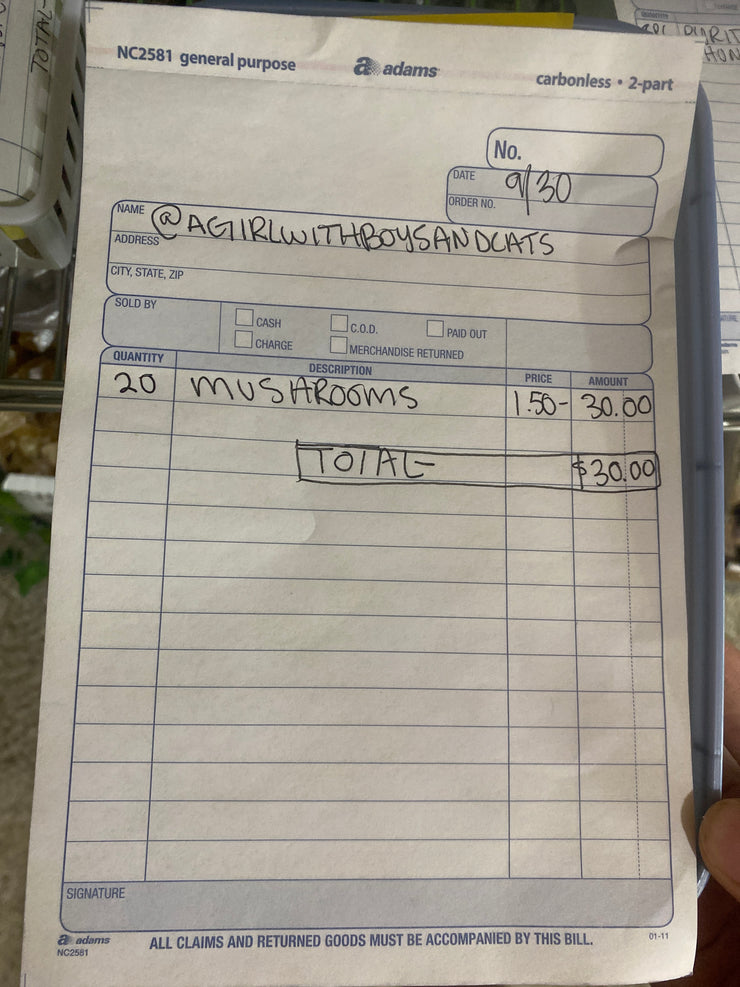 NC2581 general purpose
adams
carbonless • 2-part
No.
DATE 9/30
ORDER NO.
NAME @AGIRLWITHBOYSANDCATS
ADDRESS
CITY, STATE, ZIP
SOLD BY
CASH C.O.D. PAID OUT
CHARGE MERCHANDISE RETURNED
QUANTITY DESCRIPTION PRICE AMOUNT
20 MUSHROOMS 1.50- 30.00
TOTAL $30.00
SIGNATURE
adams
NC2581
ALL CLAIMS AND RETURNED GOODS MUST BE ACCOMPANIED BY THIS BILL.
01-11
TOTAL